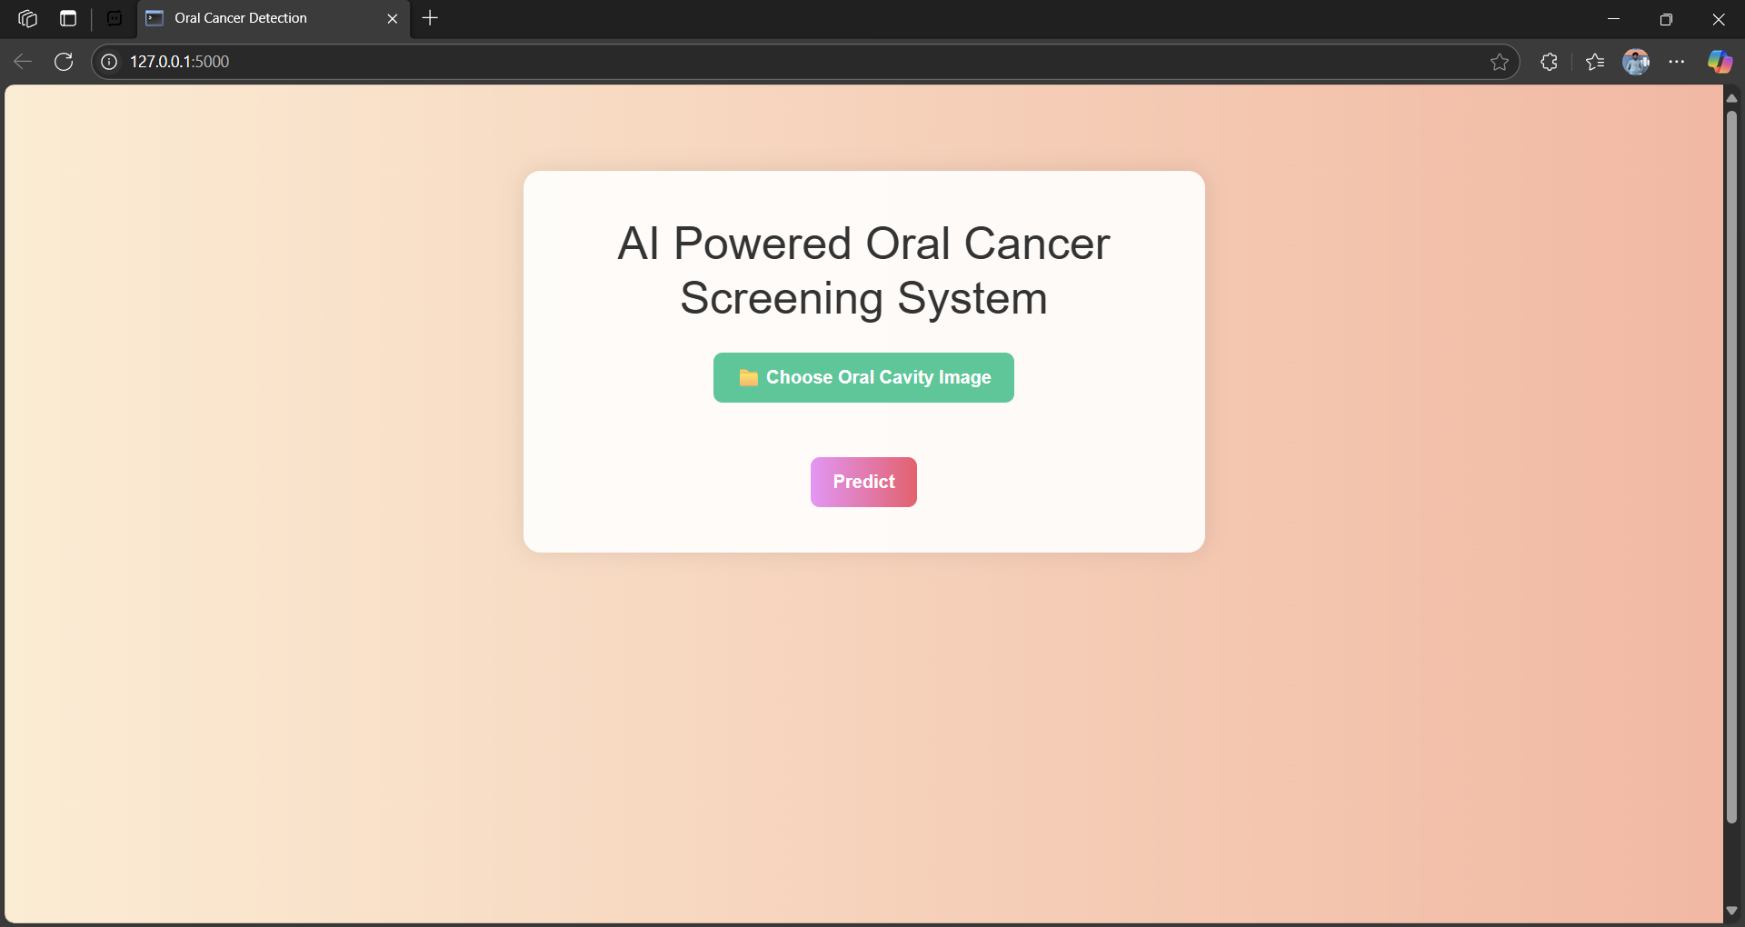 Oral Cancer Detection
127.0.0.1:5000
AI Powered Oral Cancer
Screening System
Choose Oral Cavity Image
Predict